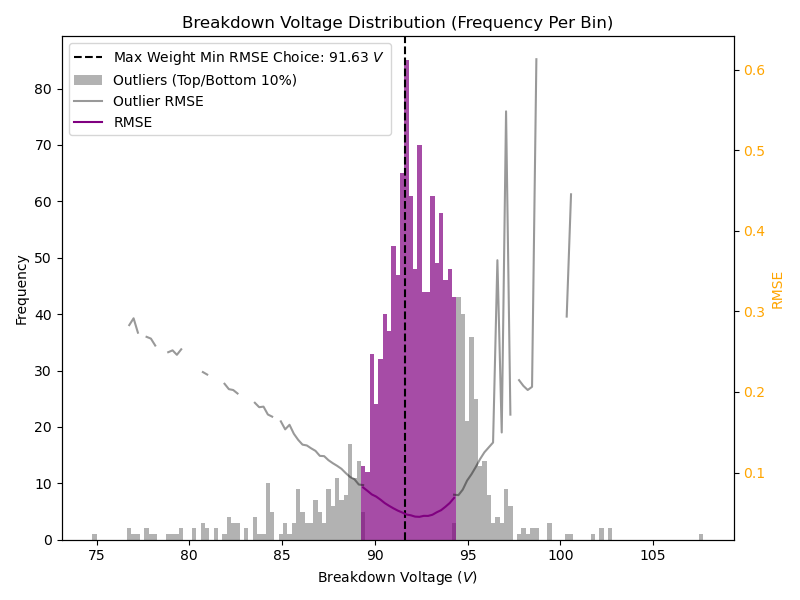 Breakdown Voltage Distribution (Frequency Per Bin)
Max Weight Min RMSE Choice: 91.63 V
Outliers (Top/Bottom 10%)
Outlier RMSE
RMSE
Frequency
80
70
60
50
40
30
20
10
0
0.6
0.5
0.4
0.3
0.2
0.1
RMSE
75 80 85 90 95 100 105
Breakdown Voltage (V)